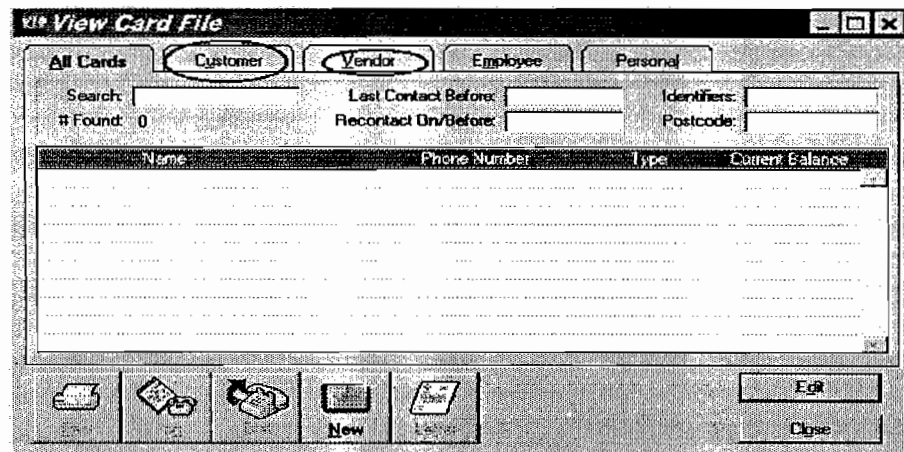 View Card File
All Cards Customer Vendor Employee Personal
Search: Last Contact Before: Identifiers:
# Found: 0 Recontact On/Before: Postcode:
Name Phone Number Type Current Balance
Edit
New
Close